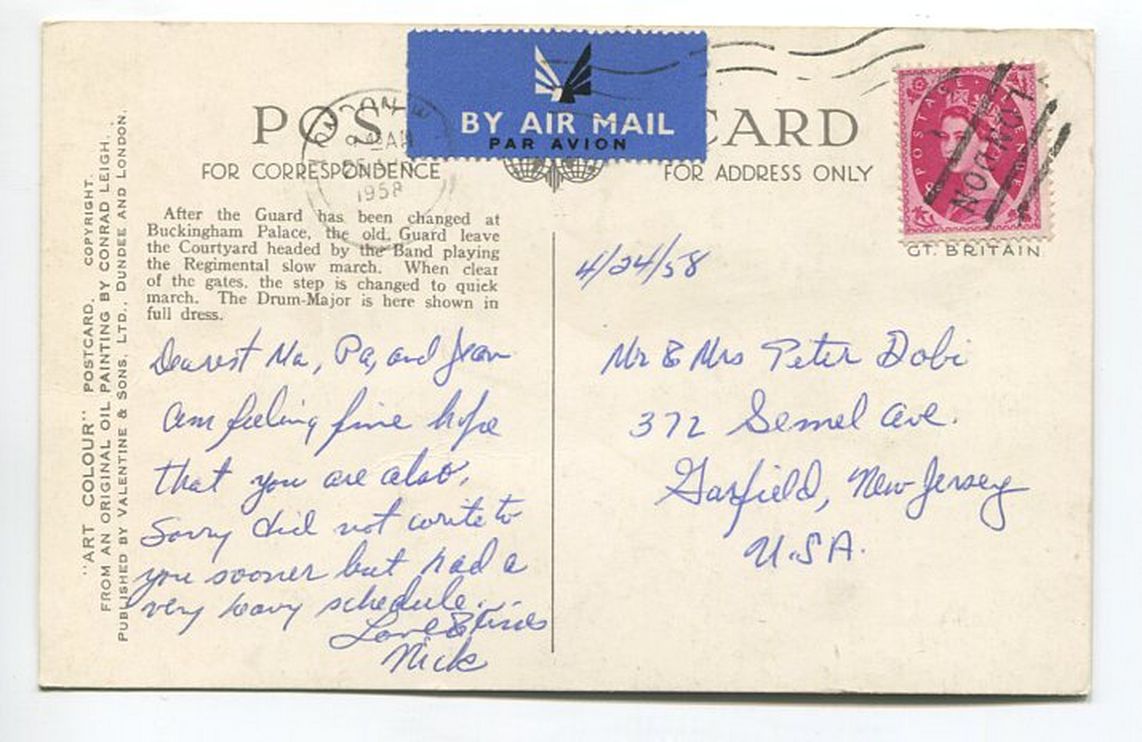 POST CARD
BY AIR MAIL
PAR AVION
FOR CORRESPONDENCE
FOR ADDRESS ONLY
LONDON
25 APR
1958
POSTAGE
REVENUE
LONDON
GT. BRITAIN
"ART COLOUR" POSTCARD. COPYRIGHT.
FROM AN ORIGINAL OIL PAINTING BY CONRAD LEIGH.
PUBLISHED BY VALENTINE & SONS, LTD., DUNDEE AND LONDON.
After the Guard has been changed at
Buckingham Palace, the old Guard leave
the Courtyard headed by the Band playing
the Regimental slow march. When clear
of the gates, the step is changed to quick
march. The Drum-Major is here shown in
full dress.
Dearest Ma, Pa, and Jean
am feeling fine hope
that you are also.
Sorry did not write to
you sooner but had a
very heavy schedule.
Love &
Nick
4/24/58
Mr & Mrs Peter Dobi
372 Semel Ave.
Garfield, New Jersey
U.S.A.